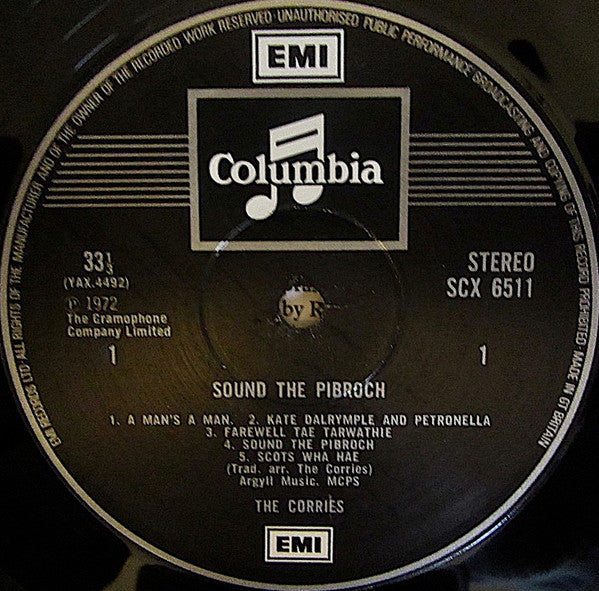 EMI RECORDS LTD · ALL RIGHTS OF THE MANUFACTURER AND OF THE OWNER OF THE RECORDED WORK RESERVED · UNAUTHORISED PUBLIC PERFORMANCE BROADCASTING AND COPYING OF THIS RECORD PROHIBITED · MADE IN GT BRITAIN
EMI
Columbia
33⅓
(YAX.4492)
℗ 1972
The Gramophone
Company Limited
1
STEREO
SCX 6511
1
by R
SOUND THE PIBROCH
1. A MAN'S A MAN. 2. KATE DALRYMPLE AND PETRONELLA
3. FAREWELL TAE TARWATHIE
4. SOUND THE PIBROCH
5. SCOTS WHA HAE
(Trad. arr. The Corries)
Argyll Music. MCPS
THE CORRIES
EMI